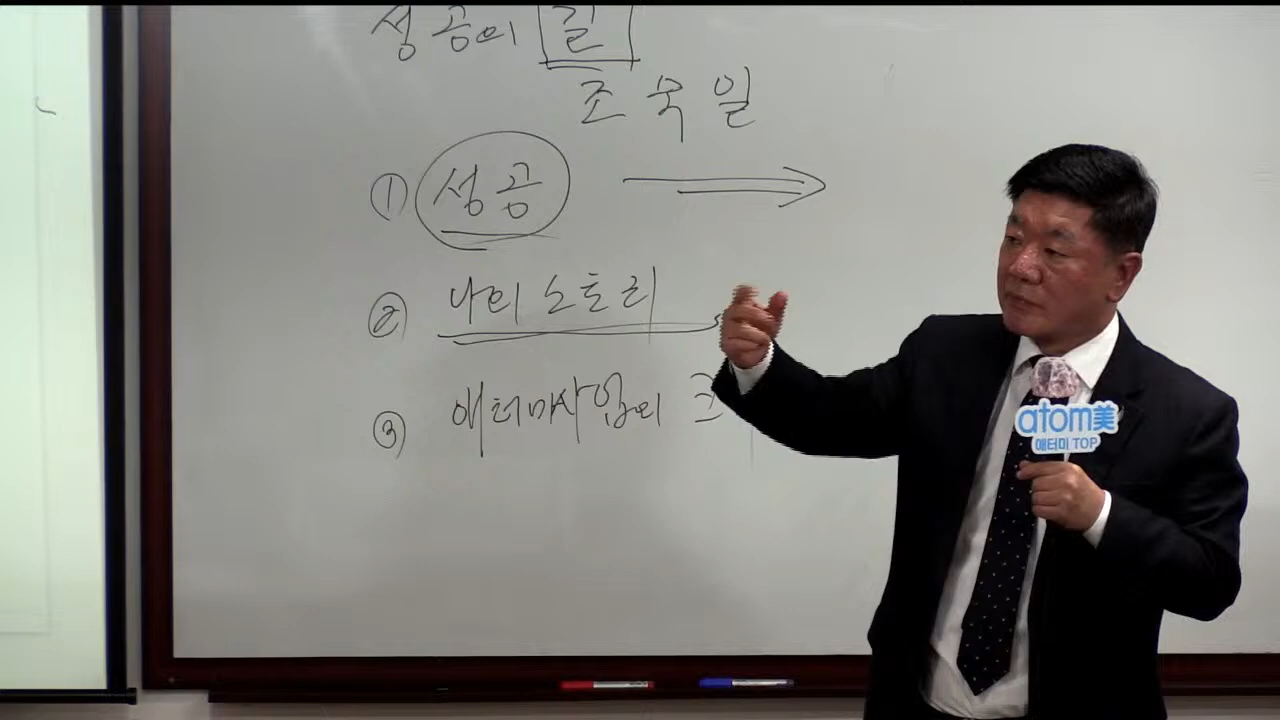 성공의 길
조묵일
① 성공
② 나의 스토리
③ 애터미사업의
atom美
애터미 TOP